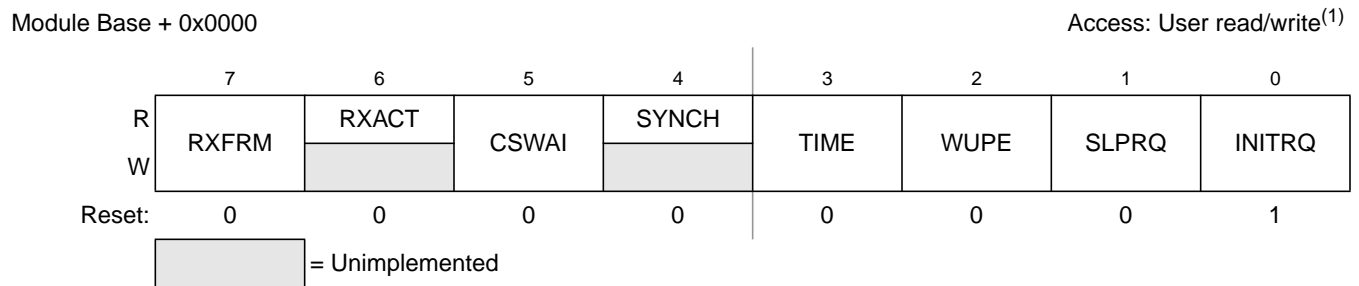 Module Base + 0x0000 Access: User read/write(1)
7 6 5 4 3 2 1 0
R RXFRM RXACT CSWAI SYNCH TIME WUPE SLPRQ INITRQ
W
Reset: 0 0 0 0 0 0 0 1
= Unimplemented